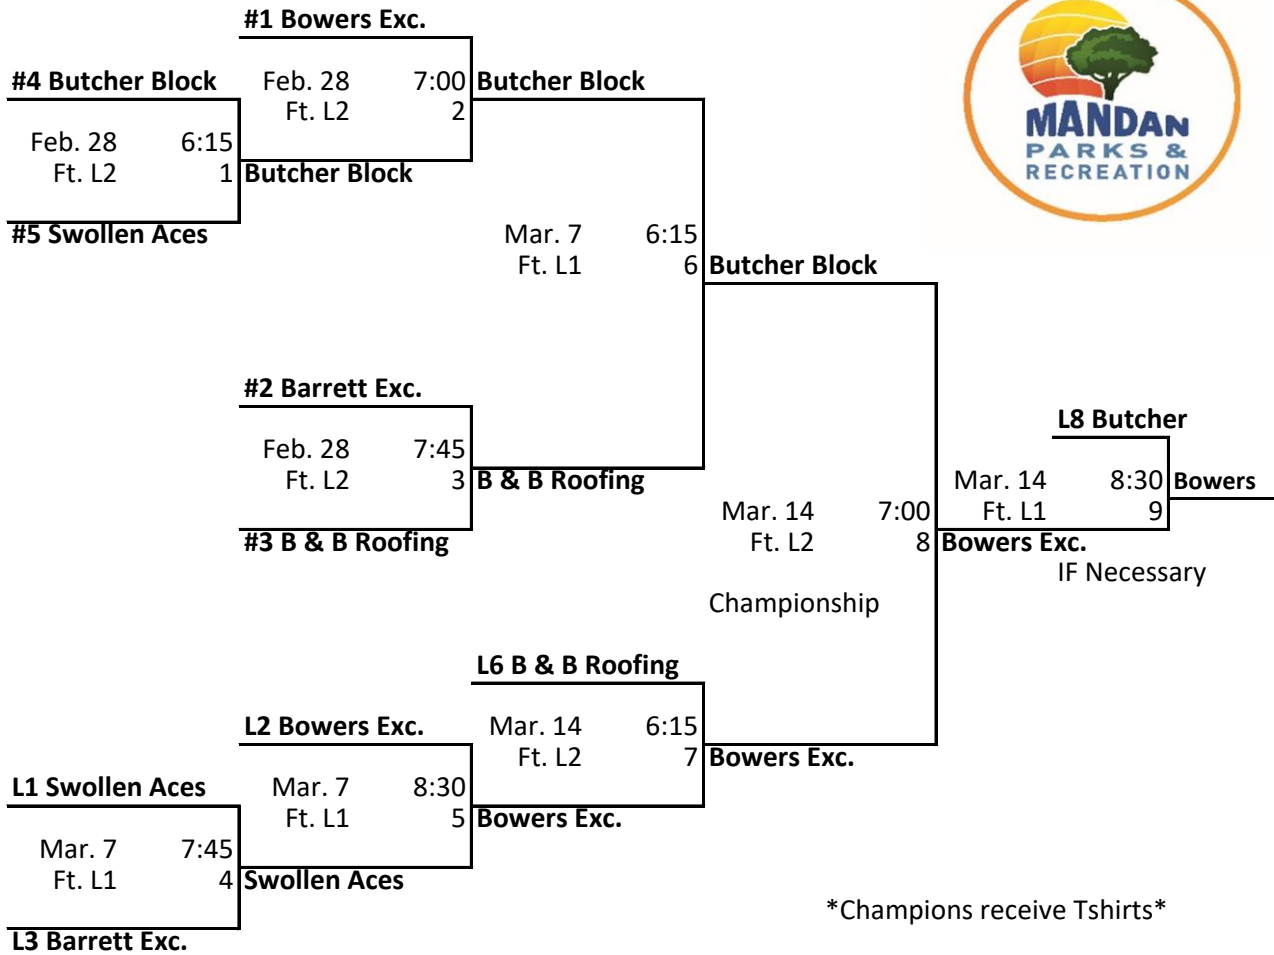 #1 Bowers Exc.
#4 Butcher Block
Feb. 28 7:00
Butcher Block
Ft. L2 2
Feb. 28 6:15
Ft. L2 1
Butcher Block
#5 Swollen Aces
MANDAN
PARKS &
RECREATION
Mar. 7 6:15
Ft. L1 6
Butcher Block
#2 Barrett Exc.
Feb. 28 7:45
Ft. L2 3
B & B Roofing
#3 B & B Roofing
L8 Butcher
Mar. 14 8:30
Bowers
Ft. L1 9
Mar. 14 7:00
Ft. L2 8
Bowers Exc.
IF Necessary
Championship
L6 B & B Roofing
L2 Bowers Exc.
Mar. 14 6:15
Ft. L2 7
Bowers Exc.
L1 Swollen Aces
Mar. 7 8:30
Ft. L1 5
Bowers Exc.
Mar. 7 7:45
Ft. L1 4
Swollen Aces
L3 Barrett Exc.
*Champions receive Tshirts*